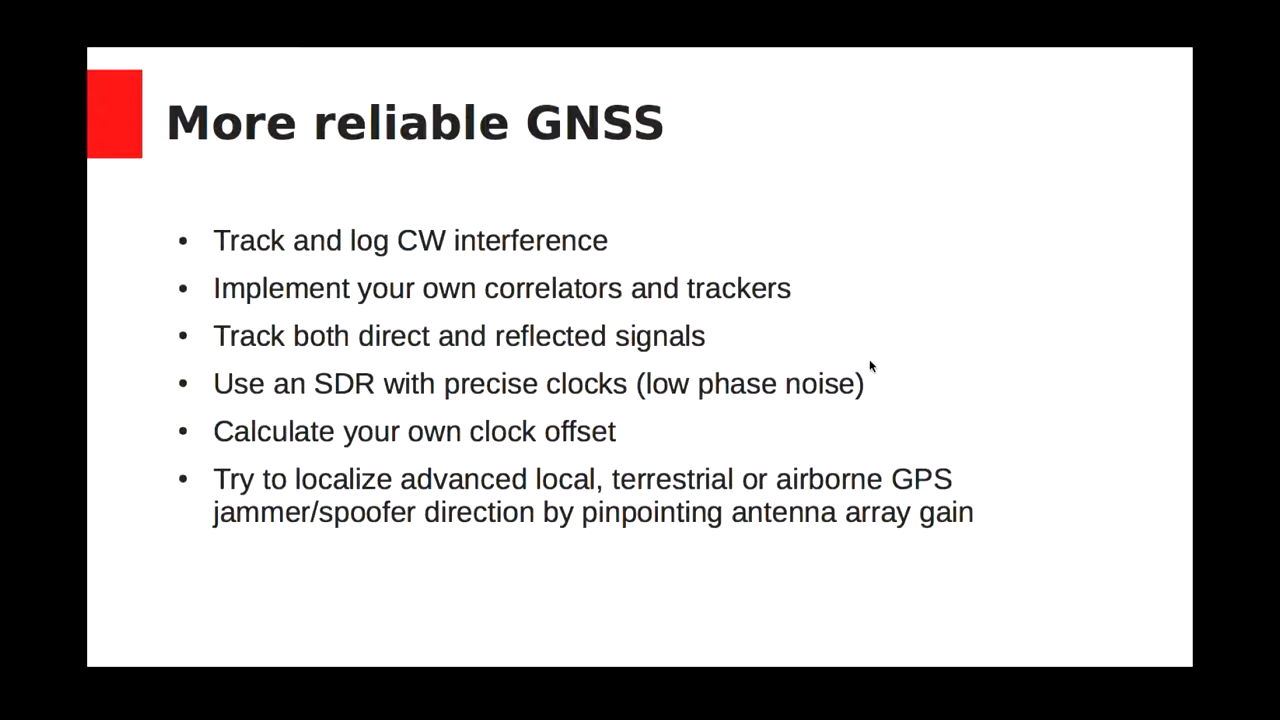 More reliable GNSS
• Track and log CW interference
• Implement your own correlators and trackers
• Track both direct and reflected signals
• Use an SDR with precise clocks (low phase noise)
• Calculate your own clock offset
• Try to localize advanced local, terrestrial or airborne GPS
jammer/spoofer direction by pinpointing antenna array gain